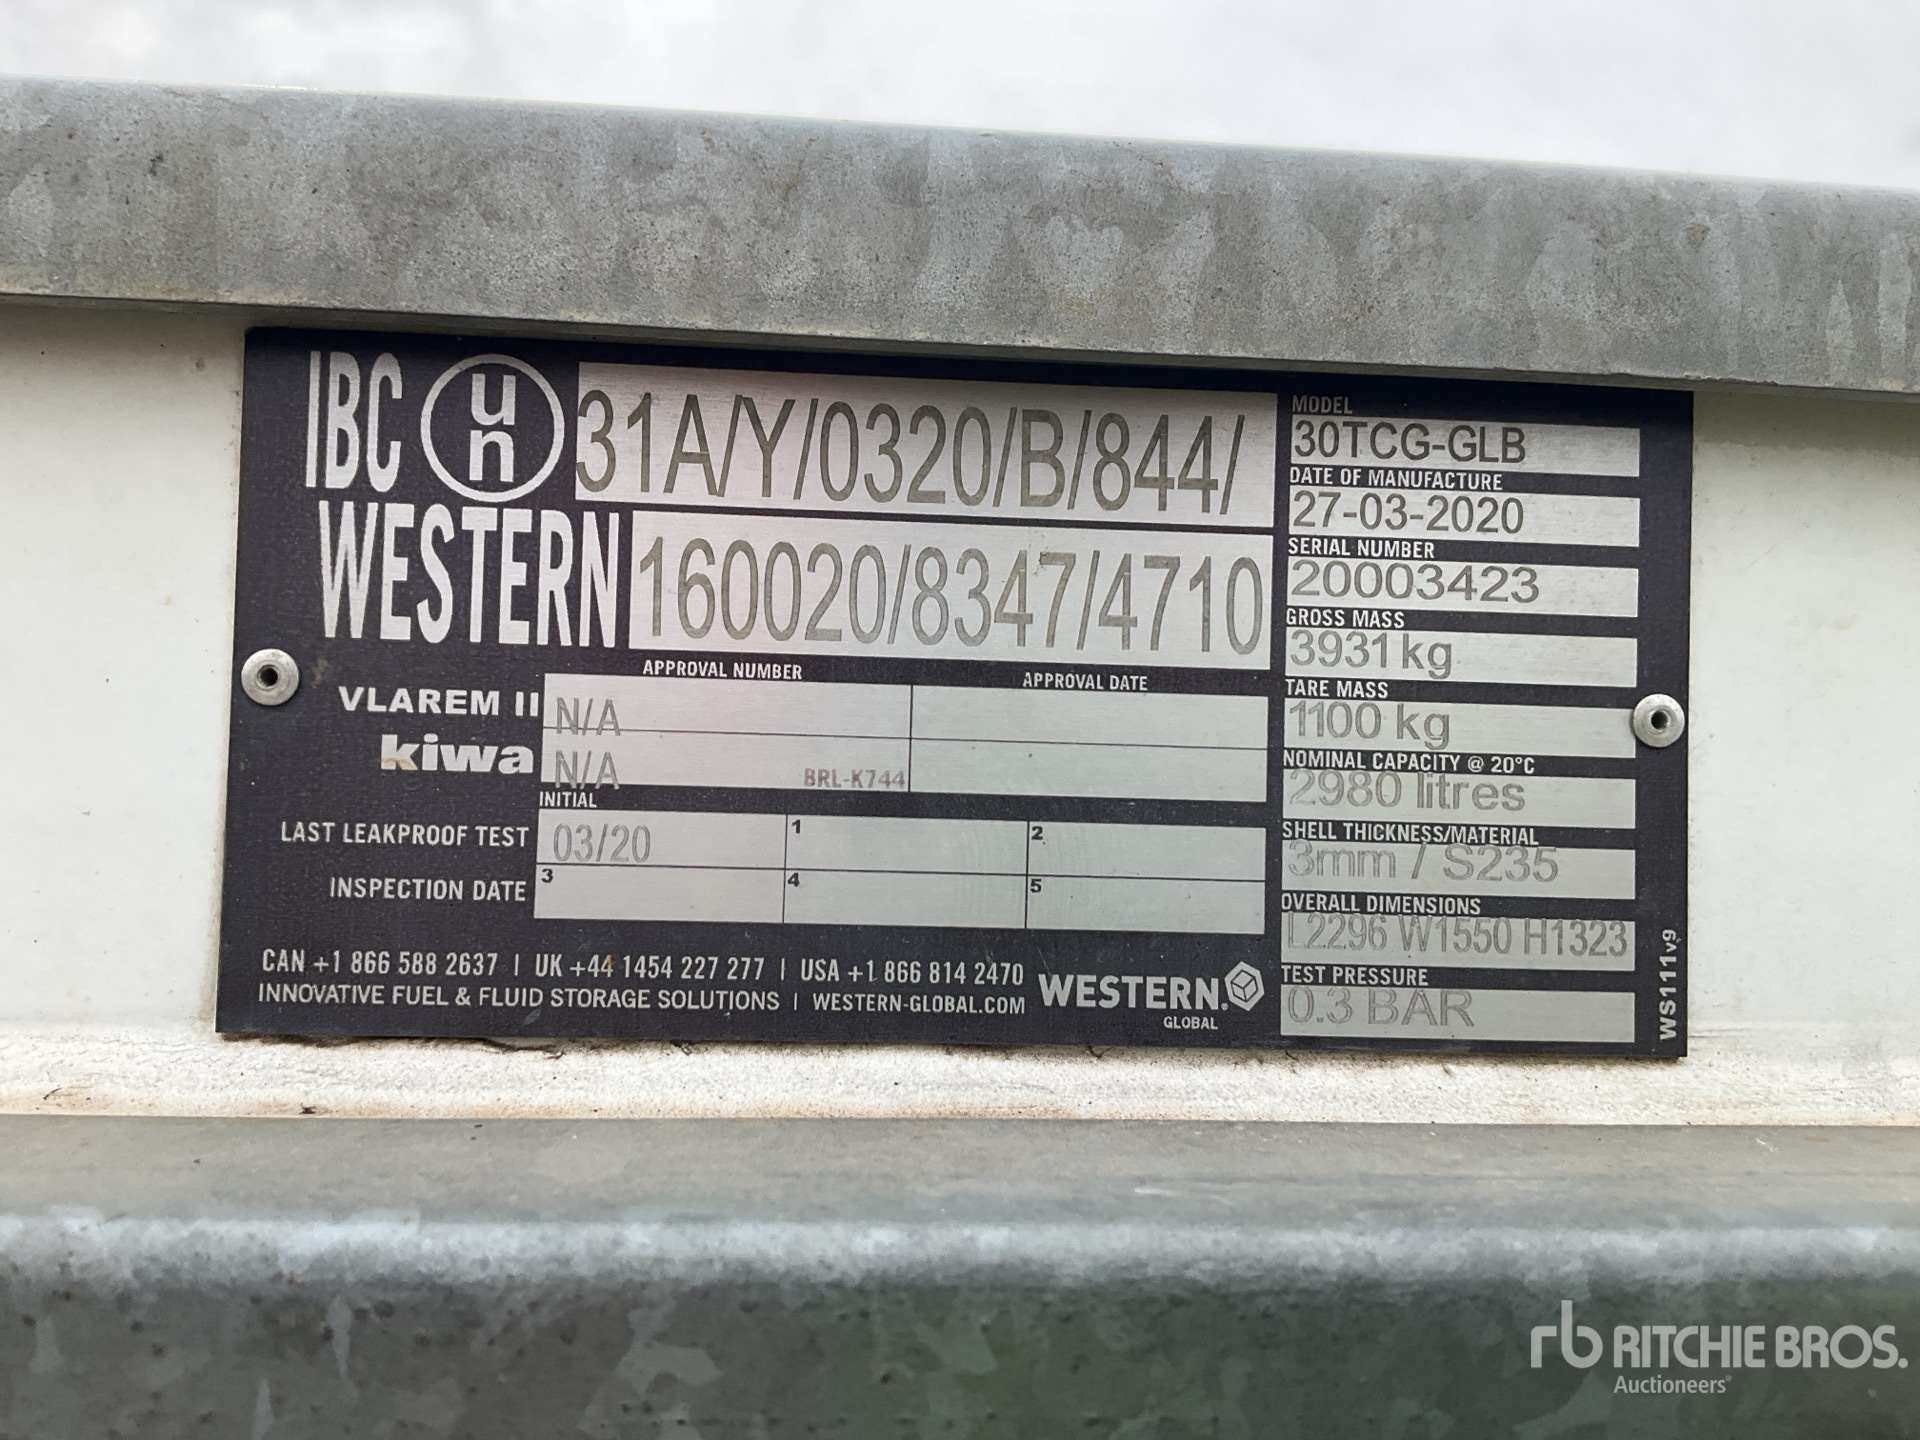 IBC un 31A/Y/0320/B/844/
WESTERN 160020/8347/4710
APPROVAL NUMBER APPROVAL DATE
VLAREM II N/A
kiwa N/A BRL-K744
INITIAL
LAST LEAKPROOF TEST 03/20 1 2
INSPECTION DATE 3 4 5
CAN +1 866 588 2637 | UK +44 1454 227 277 | USA +1 866 814 2470
INNOVATIVE FUEL & FLUID STORAGE SOLUTIONS | WESTERN-GLOBAL.COM
WESTERN®
GLOBAL
MODEL
30TCG-GLB
DATE OF MANUFACTURE
27-03-2020
SERIAL NUMBER
20003423
GROSS MASS
3931kg
TARE MASS
1100 kg
NOMINAL CAPACITY @ 20°C
2980 litres
SHELL THICKNESS/MATERIAL
3mm / S235
OVERALL DIMENSIONS
L2296 W1550 H1323
TEST PRESSURE
0.3 BAR
WS111v9
rb RITCHIE BROS.
Auctioneers®